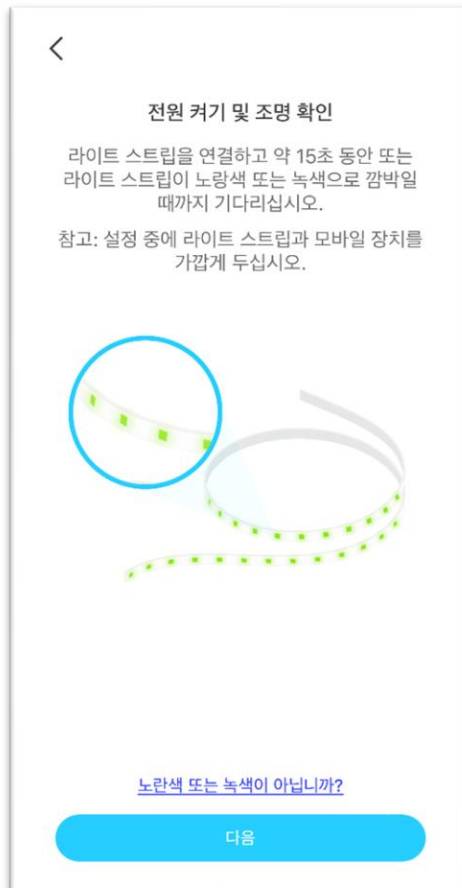 전원 켜기 및 조명 확인
라이트 스트립을 연결하고 약 15초 동안 또는
라이트 스트립이 노랑색 또는 녹색으로 깜박일
때까지 기다리십시오.
참고: 설정 중에 라이트 스트립과 모바일 장치를
가깝게 두십시오.
노란색 또는 녹색이 아닙니까?
다음